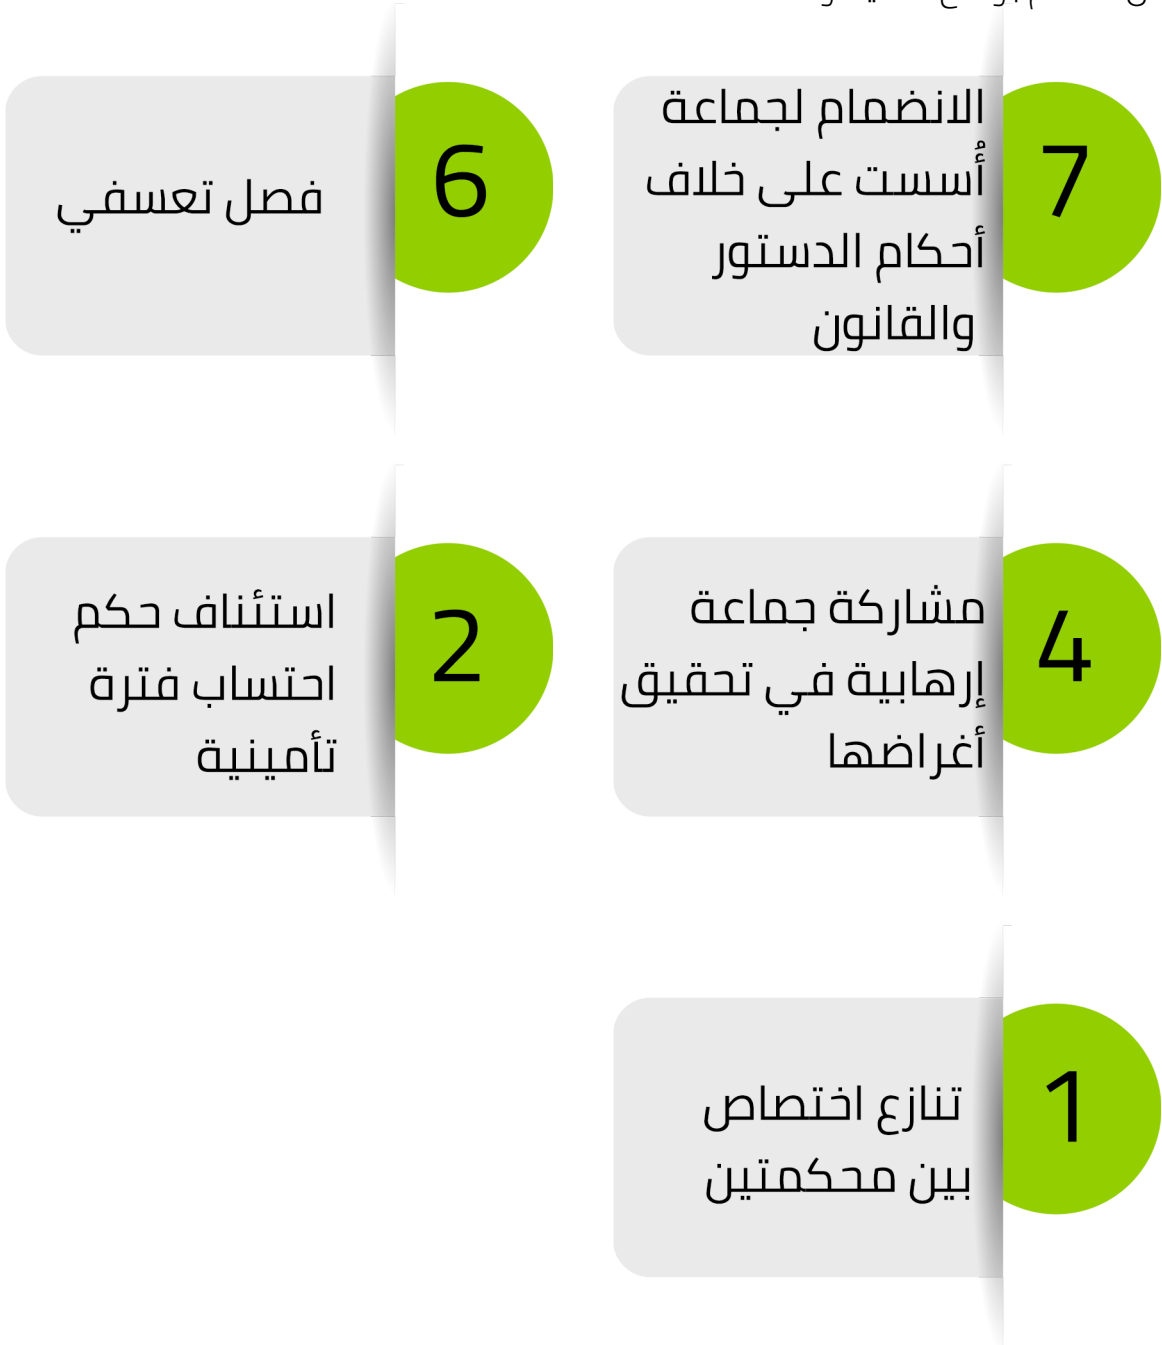 7
الانضمام لجماعة
أُسست على خلاف
أحكام الدستور
والقانون
6
فصل تعسفي
4
مشاركة جماعة
إرهابية في تحقيق
أغراضها
2
استئناف حكم
احتساب فترة
تأمينية
1
تنازع اختصاص
بين محكمتين